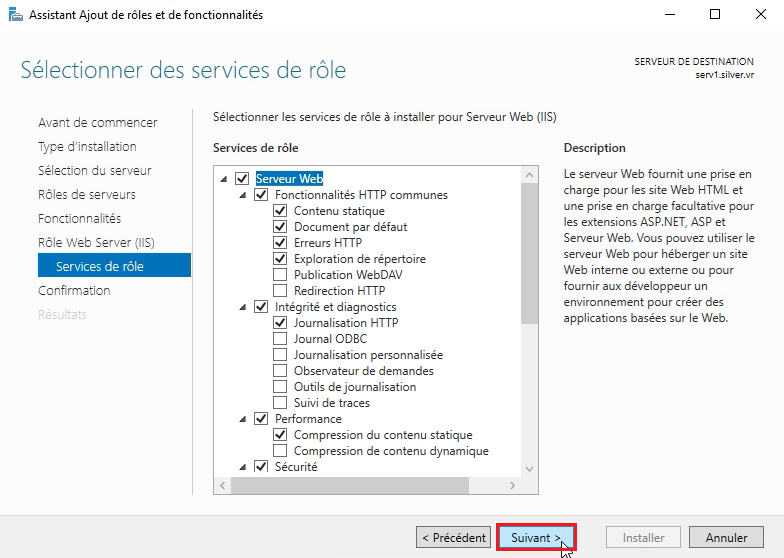 Assistant Ajout de rôles et de fonctionnalités
Sélectionner des services de rôle
SERVEUR DE DESTINATION
serv1.silver.vr
Avant de commencer
Type d'installation
Sélection du serveur
Rôles de serveurs
Fonctionnalités
Rôle Web Server (IIS)
Services de rôle
Confirmation
Résultats
Sélectionner les services de rôle à installer pour Serveur Web (IIS)
Services de rôle
Serveur Web
Fonctionnalités HTTP communes
Contenu statique
Document par défaut
Erreurs HTTP
Exploration de répertoire
Publication WebDAV
Redirection HTTP
Intégrité et diagnostics
Journalisation HTTP
Journal ODBC
Journalisation personnalisée
Observateur de demandes
Outils de journalisation
Suivi de traces
Performance
Compression du contenu statique
Compression de contenu dynamique
Sécurité
Description
Le serveur Web fournit une prise en
charge pour les site Web HTML et
une prise en charge facultative pour
les extensions ASP.NET, ASP et
Serveur Web. Vous pouvez utiliser le
serveur Web pour héberger un site
Web interne ou externe ou pour
fournir aux développeur un
environnement pour créer des
applications basées sur le Web.
< Précédent
Suivant >
Installer
Annuler